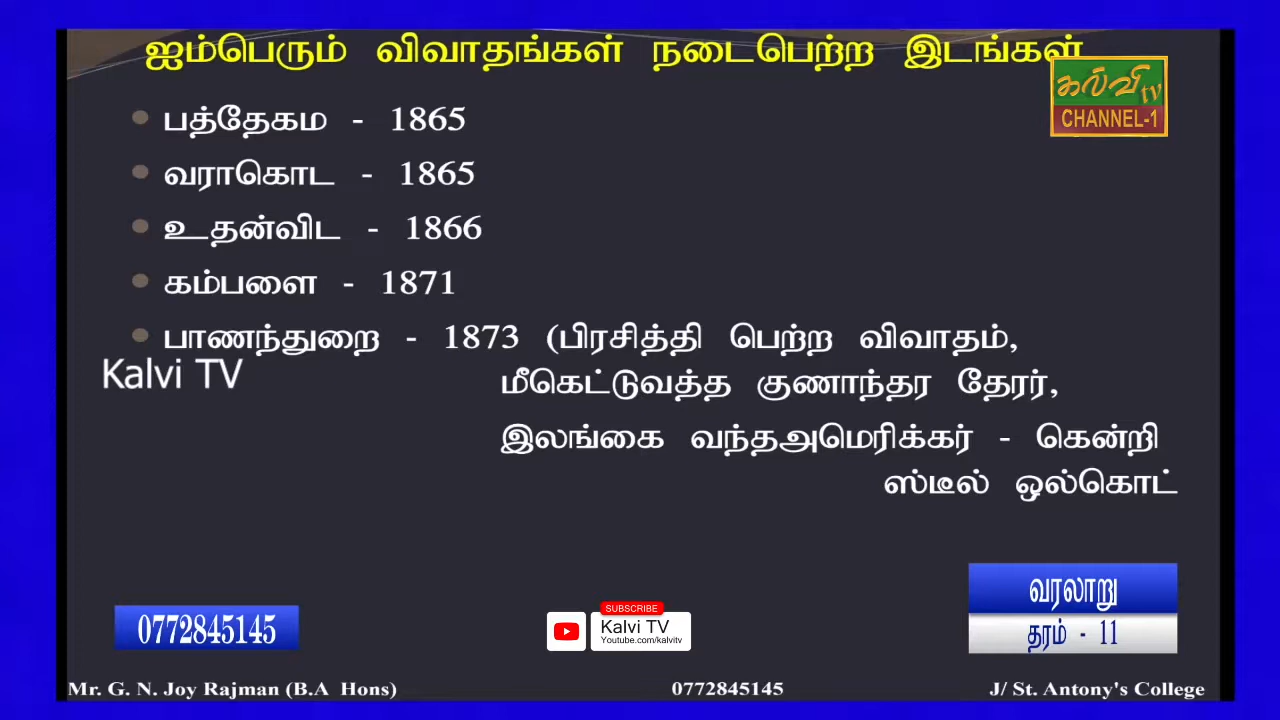 ஐம்பெரும் விவாதங்கள் நடைபெற்ற இடங்கள்
கல்வி tv
CHANNEL-1
பத்தேகம - 1865
வராகொட - 1865
உதன்விட - 1866
கம்பளை - 1871
பாணந்துறை - 1873 (பிரசித்தி பெற்ற விவாதம்,
Kalvi TV
மீகெட்டுவத்த குணாந்தர தேரர்,
இலங்கை வந்தஅமெரிக்கர் - கென்றி
ஸ்டீல் ஒல்கொட்
வரலாறு
தரம் - 11
0772845145
SUBSCRIBE
Kalvi TV
Youtube.com/kalvitv
Mr. G. N. Joy Rajman (B.A Hons) 0772845145 J/ St. Antony's College